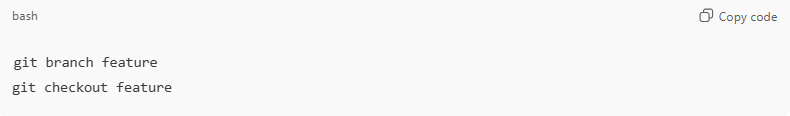 bash
Copy code
git branch feature
git checkout feature